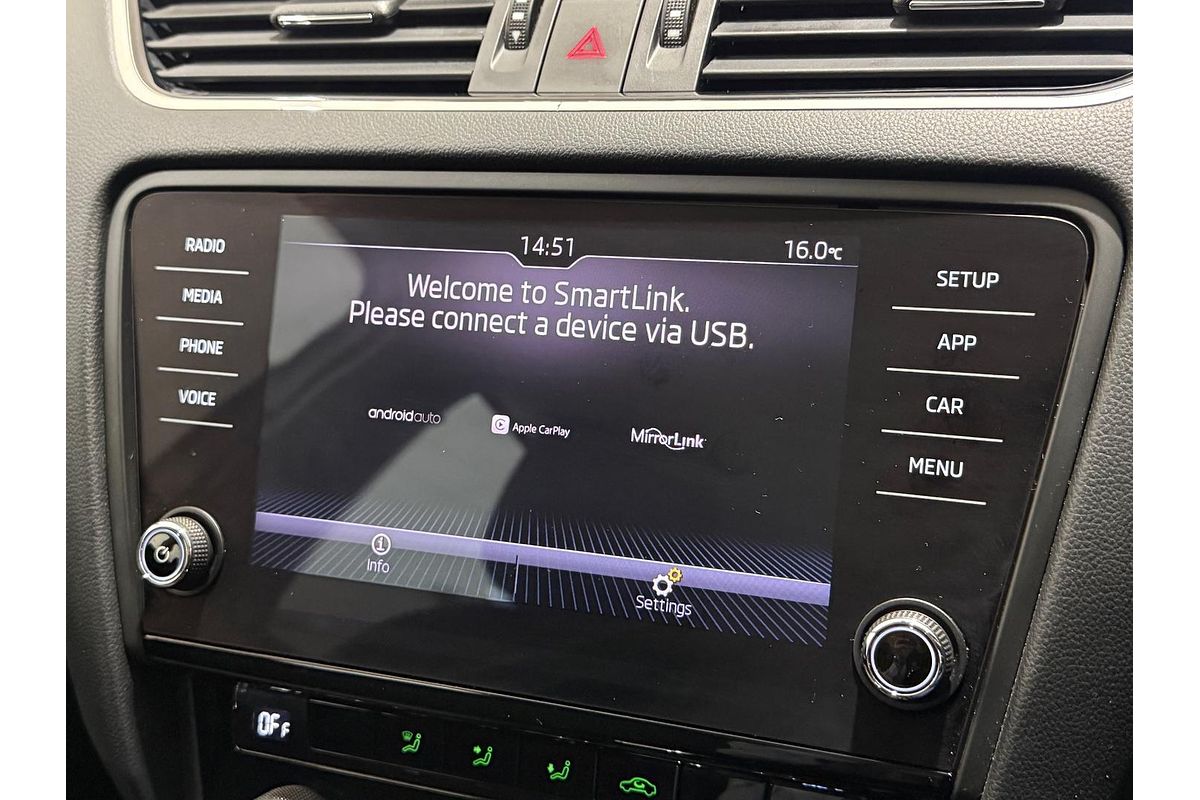 14:51
16.0°C
RADIO
MEDIA
PHONE
VOICE
Welcome to SmartLink.
Please connect a device via USB.
androidauto
Apple CarPlay
MirrorLink
Info
Settings
SETUP
APP
CAR
MENU
OFF